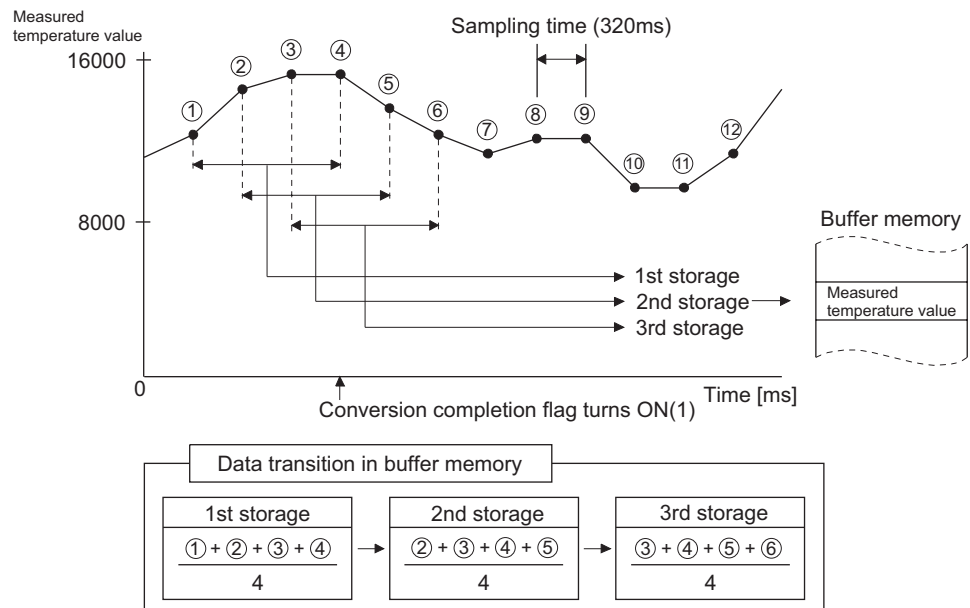 Measured
temperature value
Sampling time (320ms)
16000
① ② ③ ④ ⑤ ⑥ ⑦ ⑧ ⑨ ⑩ ⑪ ⑫
8000
Buffer memory
1st storage
2nd storage
3rd storage
Measured
temperature value
0
Time [ms]
Conversion completion flag turns ON(1)
Data transition in buffer memory
1st storage
① + ② + ③ + ④
4
2nd storage
② + ③ + ④ + ⑤
4
3rd storage
③ + ④ + ⑤ + ⑥
4